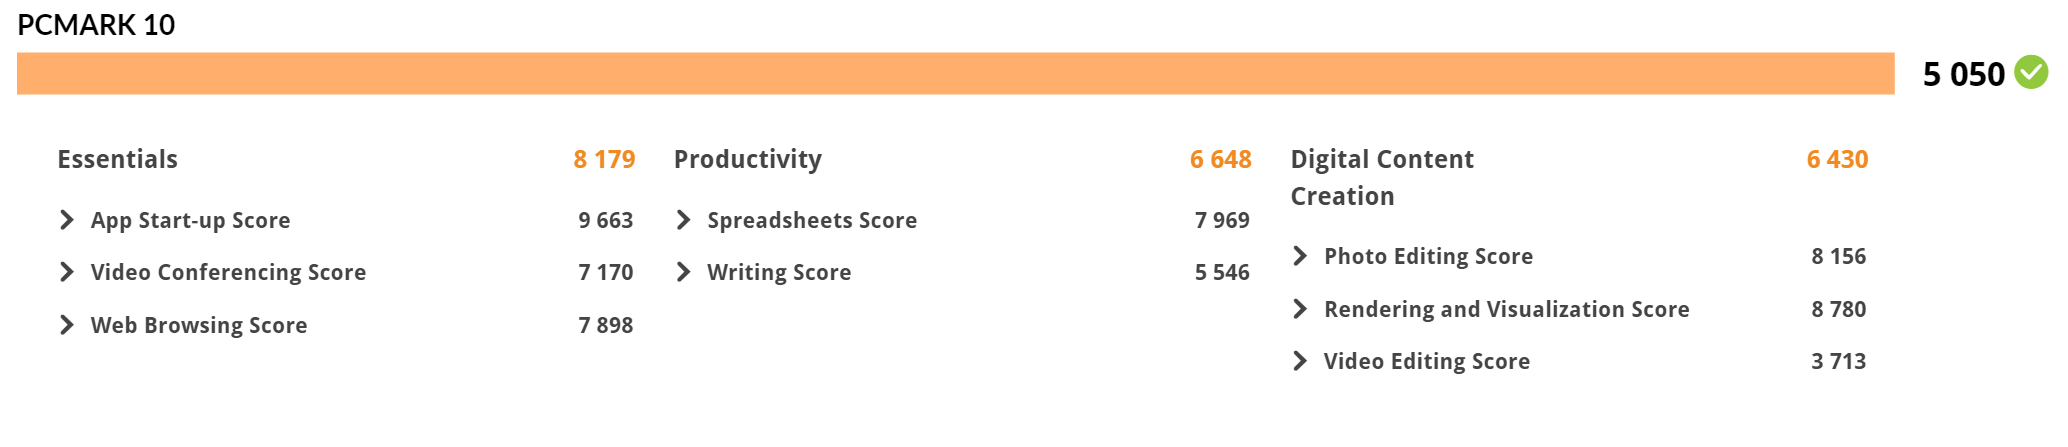 PCMARK 10
5 050
Essentials 8 179
App Start-up Score 9 663
Video Conferencing Score 7 170
Web Browsing Score 7 898
Productivity 6 648
Spreadsheets Score 7 969
Writing Score 5 546
Digital Content 6 430
Creation
Photo Editing Score 8 156
Rendering and Visualization Score 8 780
Video Editing Score 3 713